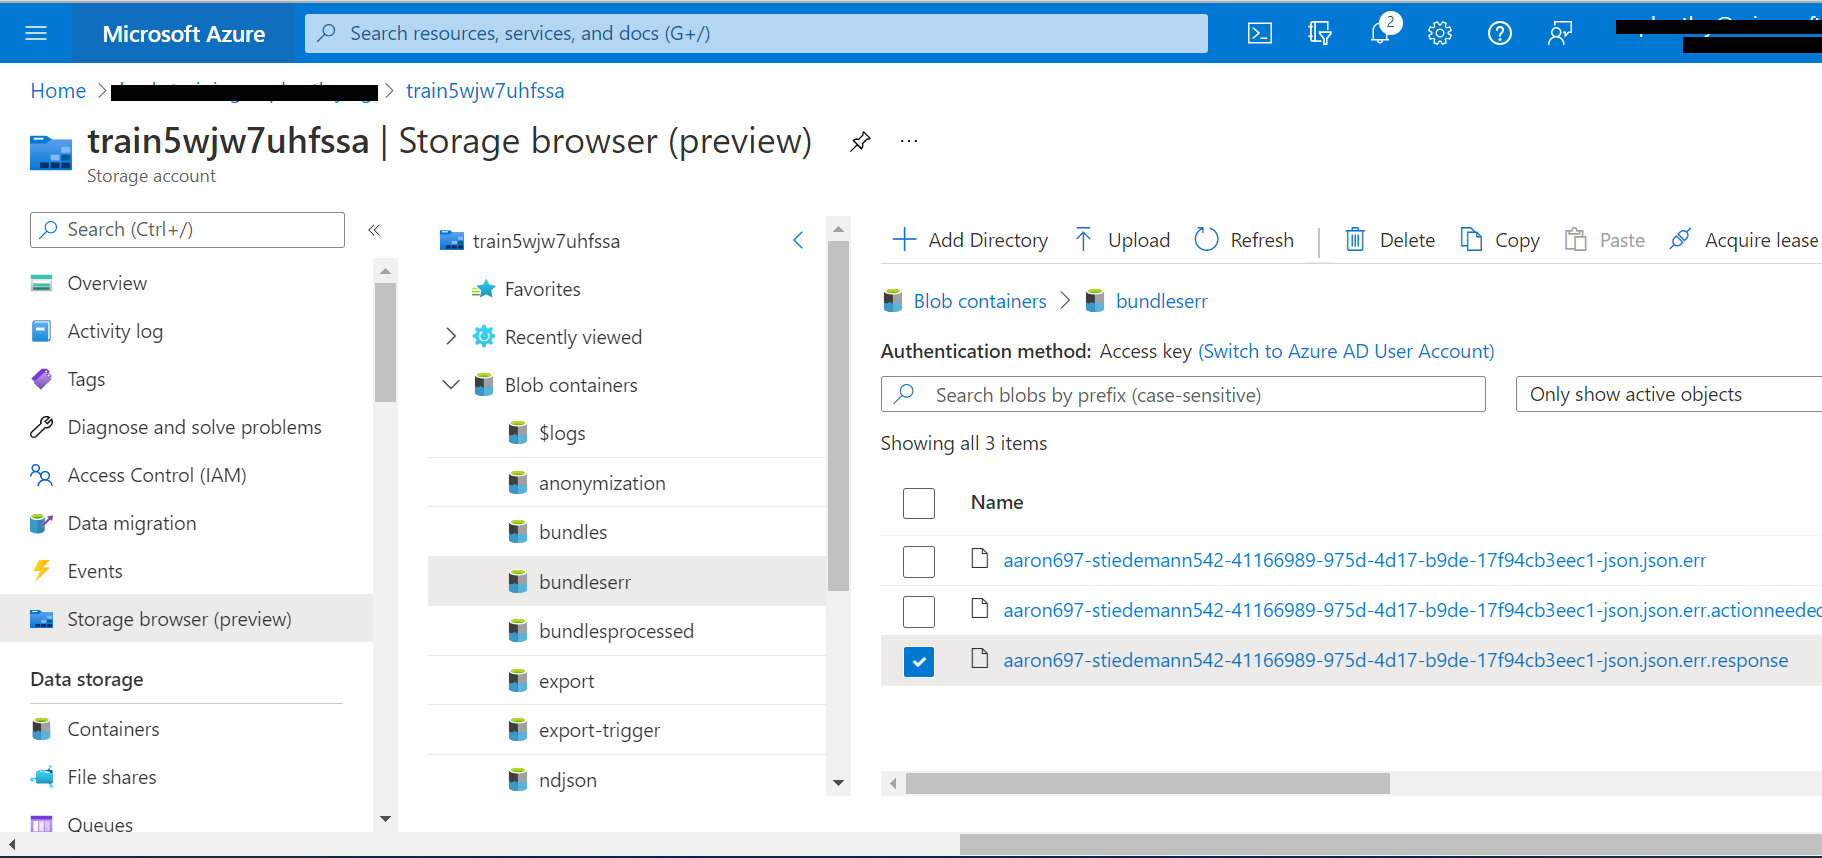 Microsoft Azure
Search resources, services, and docs (G+/)
2
Home > > train5wjw7uhfssa
train5wjw7uhfssa | Storage browser (preview) ...
Storage account
Search (Ctrl+/) «
Overview
Activity log
Tags
Diagnose and solve problems
Access Control (IAM)
Data migration
Events
Storage browser (preview)
Data storage
Containers
File shares
Queues
train5wjw7uhfssa
Favorites
Recently viewed
Blob containers
$logs
anonymization
bundles
bundleserr
bundlesprocessed
export
export-trigger
ndjson
Add Directory Upload Refresh Delete Copy Paste Acquire lease
Blob containers > bundleserr
Authentication method: Access key (Switch to Azure AD User Account)
Search blobs by prefix (case-sensitive)
Only show active objects
Showing all 3 items
Name
aaron697-stiedemann542-41166989-975d-4d17-b9de-17f94cb3eec1-json.json.err
aaron697-stiedemann542-41166989-975d-4d17-b9de-17f94cb3eec1-json.json.err.actionneeded
aaron697-stiedemann542-41166989-975d-4d17-b9de-17f94cb3eec1-json.json.err.response